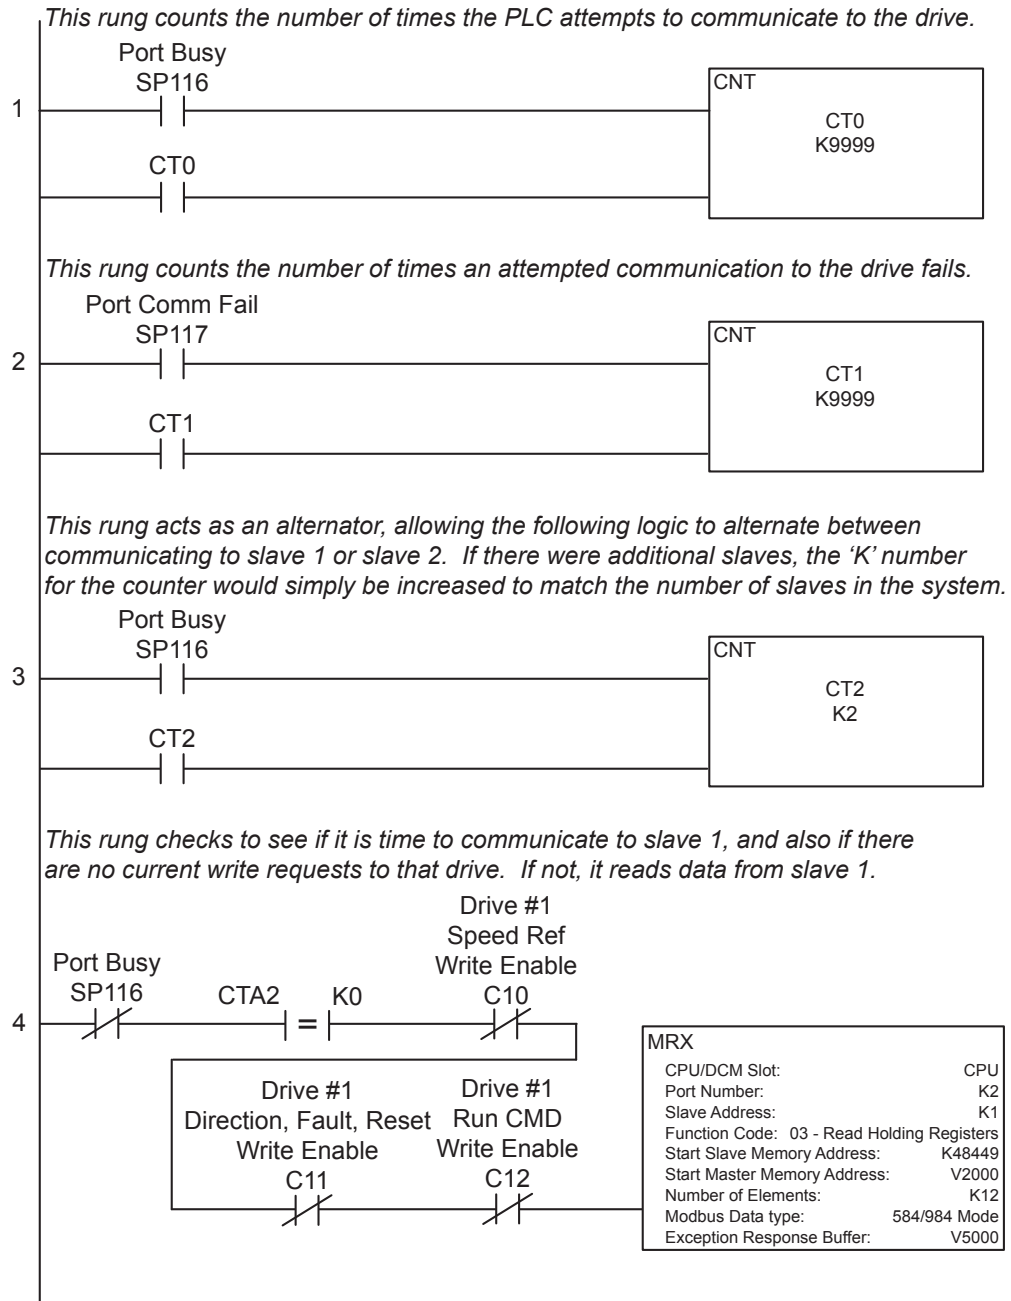 This rung counts the number of times the PLC attempts to communicate to the drive.
Port Busy
SP116
CNT
1
CT0
K9999
CT0
This rung counts the number of times an attempted communication to the drive fails.
Port Comm Fail
SP117
CNT
2
CT1
K9999
CT1
This rung acts as an alternator, allowing the following logic to alternate between
communicating to slave 1 or slave 2. If there were additional slaves, the ‘K’ number
for the counter would simply be increased to match the number of slaves in the system.
Port Busy
SP116
CNT
3
CT2
K2
CT2
This rung checks to see if it is time to communicate to slave 1, and also if there
are no current write requests to that drive. If not, it reads data from slave 1.
Drive #1
Speed Ref
Write Enable
C10
Port Busy
SP116
CTA2 = K0
4
MRX
CPU/DCM Slot: CPU
Port Number: K2
Slave Address: K1
Function Code: 03 - Read Holding Registers
Start Slave Memory Address: K48449
Start Master Memory Address: V2000
Number of Elements: K12
Modbus Data type: 584/984 Mode
Exception Response Buffer: V5000
Drive #1
Direction, Fault, Reset
Write Enable
C11
Drive #1
Run CMD
Write Enable
C12